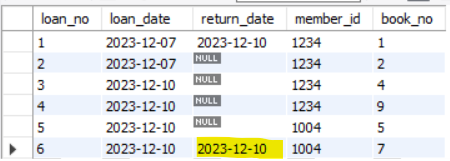 loan_no loan_date return_date member_id book_no
1 2023-12-07 2023-12-10 1234 1
2 2023-12-07 NULL 1234 2
3 2023-12-10 NULL 1234 4
4 2023-12-10 NULL 1234 9
5 2023-12-10 NULL 1004 5
6 2023-12-10 2023-12-10 1004 7